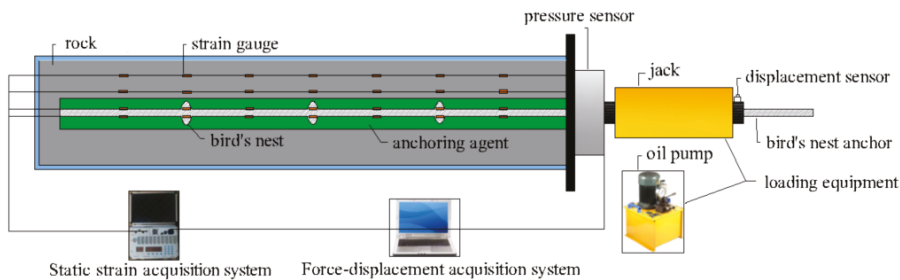 pressure sensor
rock
strain gauge
jack
displacement sensor
bird's nest
anchoring agent
oil pump
bird's nest anchor
loading equipment
Static strain acquisition system
Force-displacement acquisition system